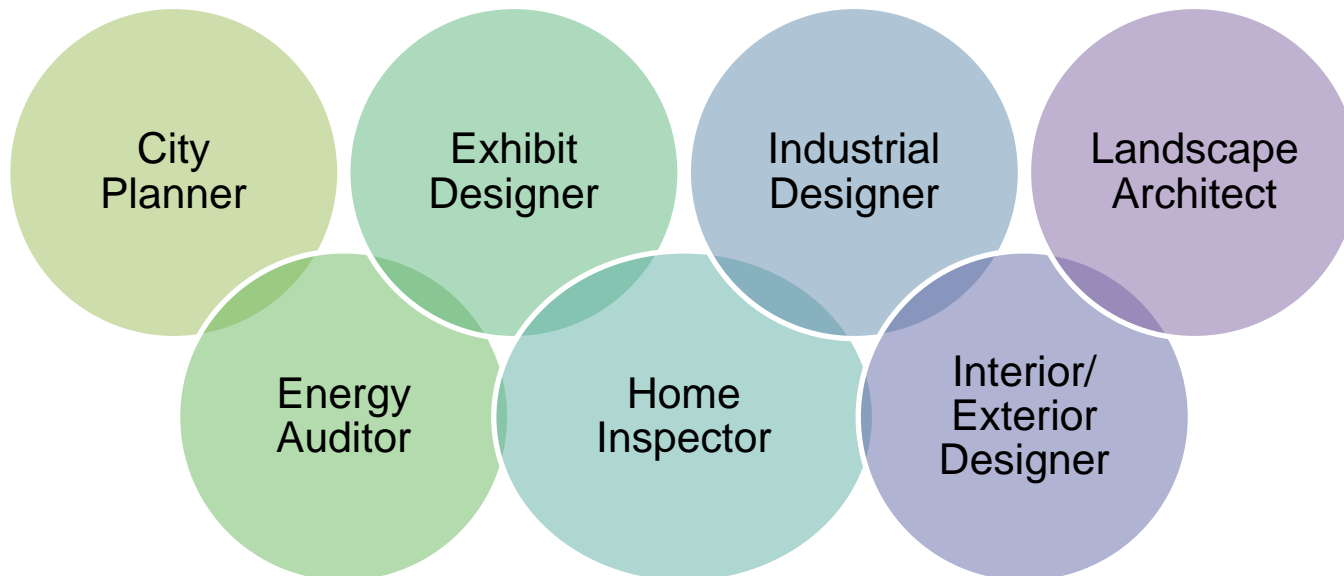 City
Planner
Exhibit
Designer
Industrial
Designer
Landscape
Architect
Energy
Auditor
Home
Inspector
Interior/
Exterior
Designer